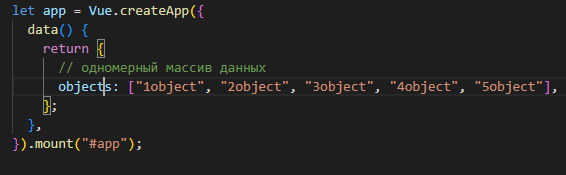 let app = Vue.createApp({
data() {
return {
// одномерный массив данных
objects: ["1object", "2object", "3object", "4object", "5object"],
};
},
}).mount("#app");